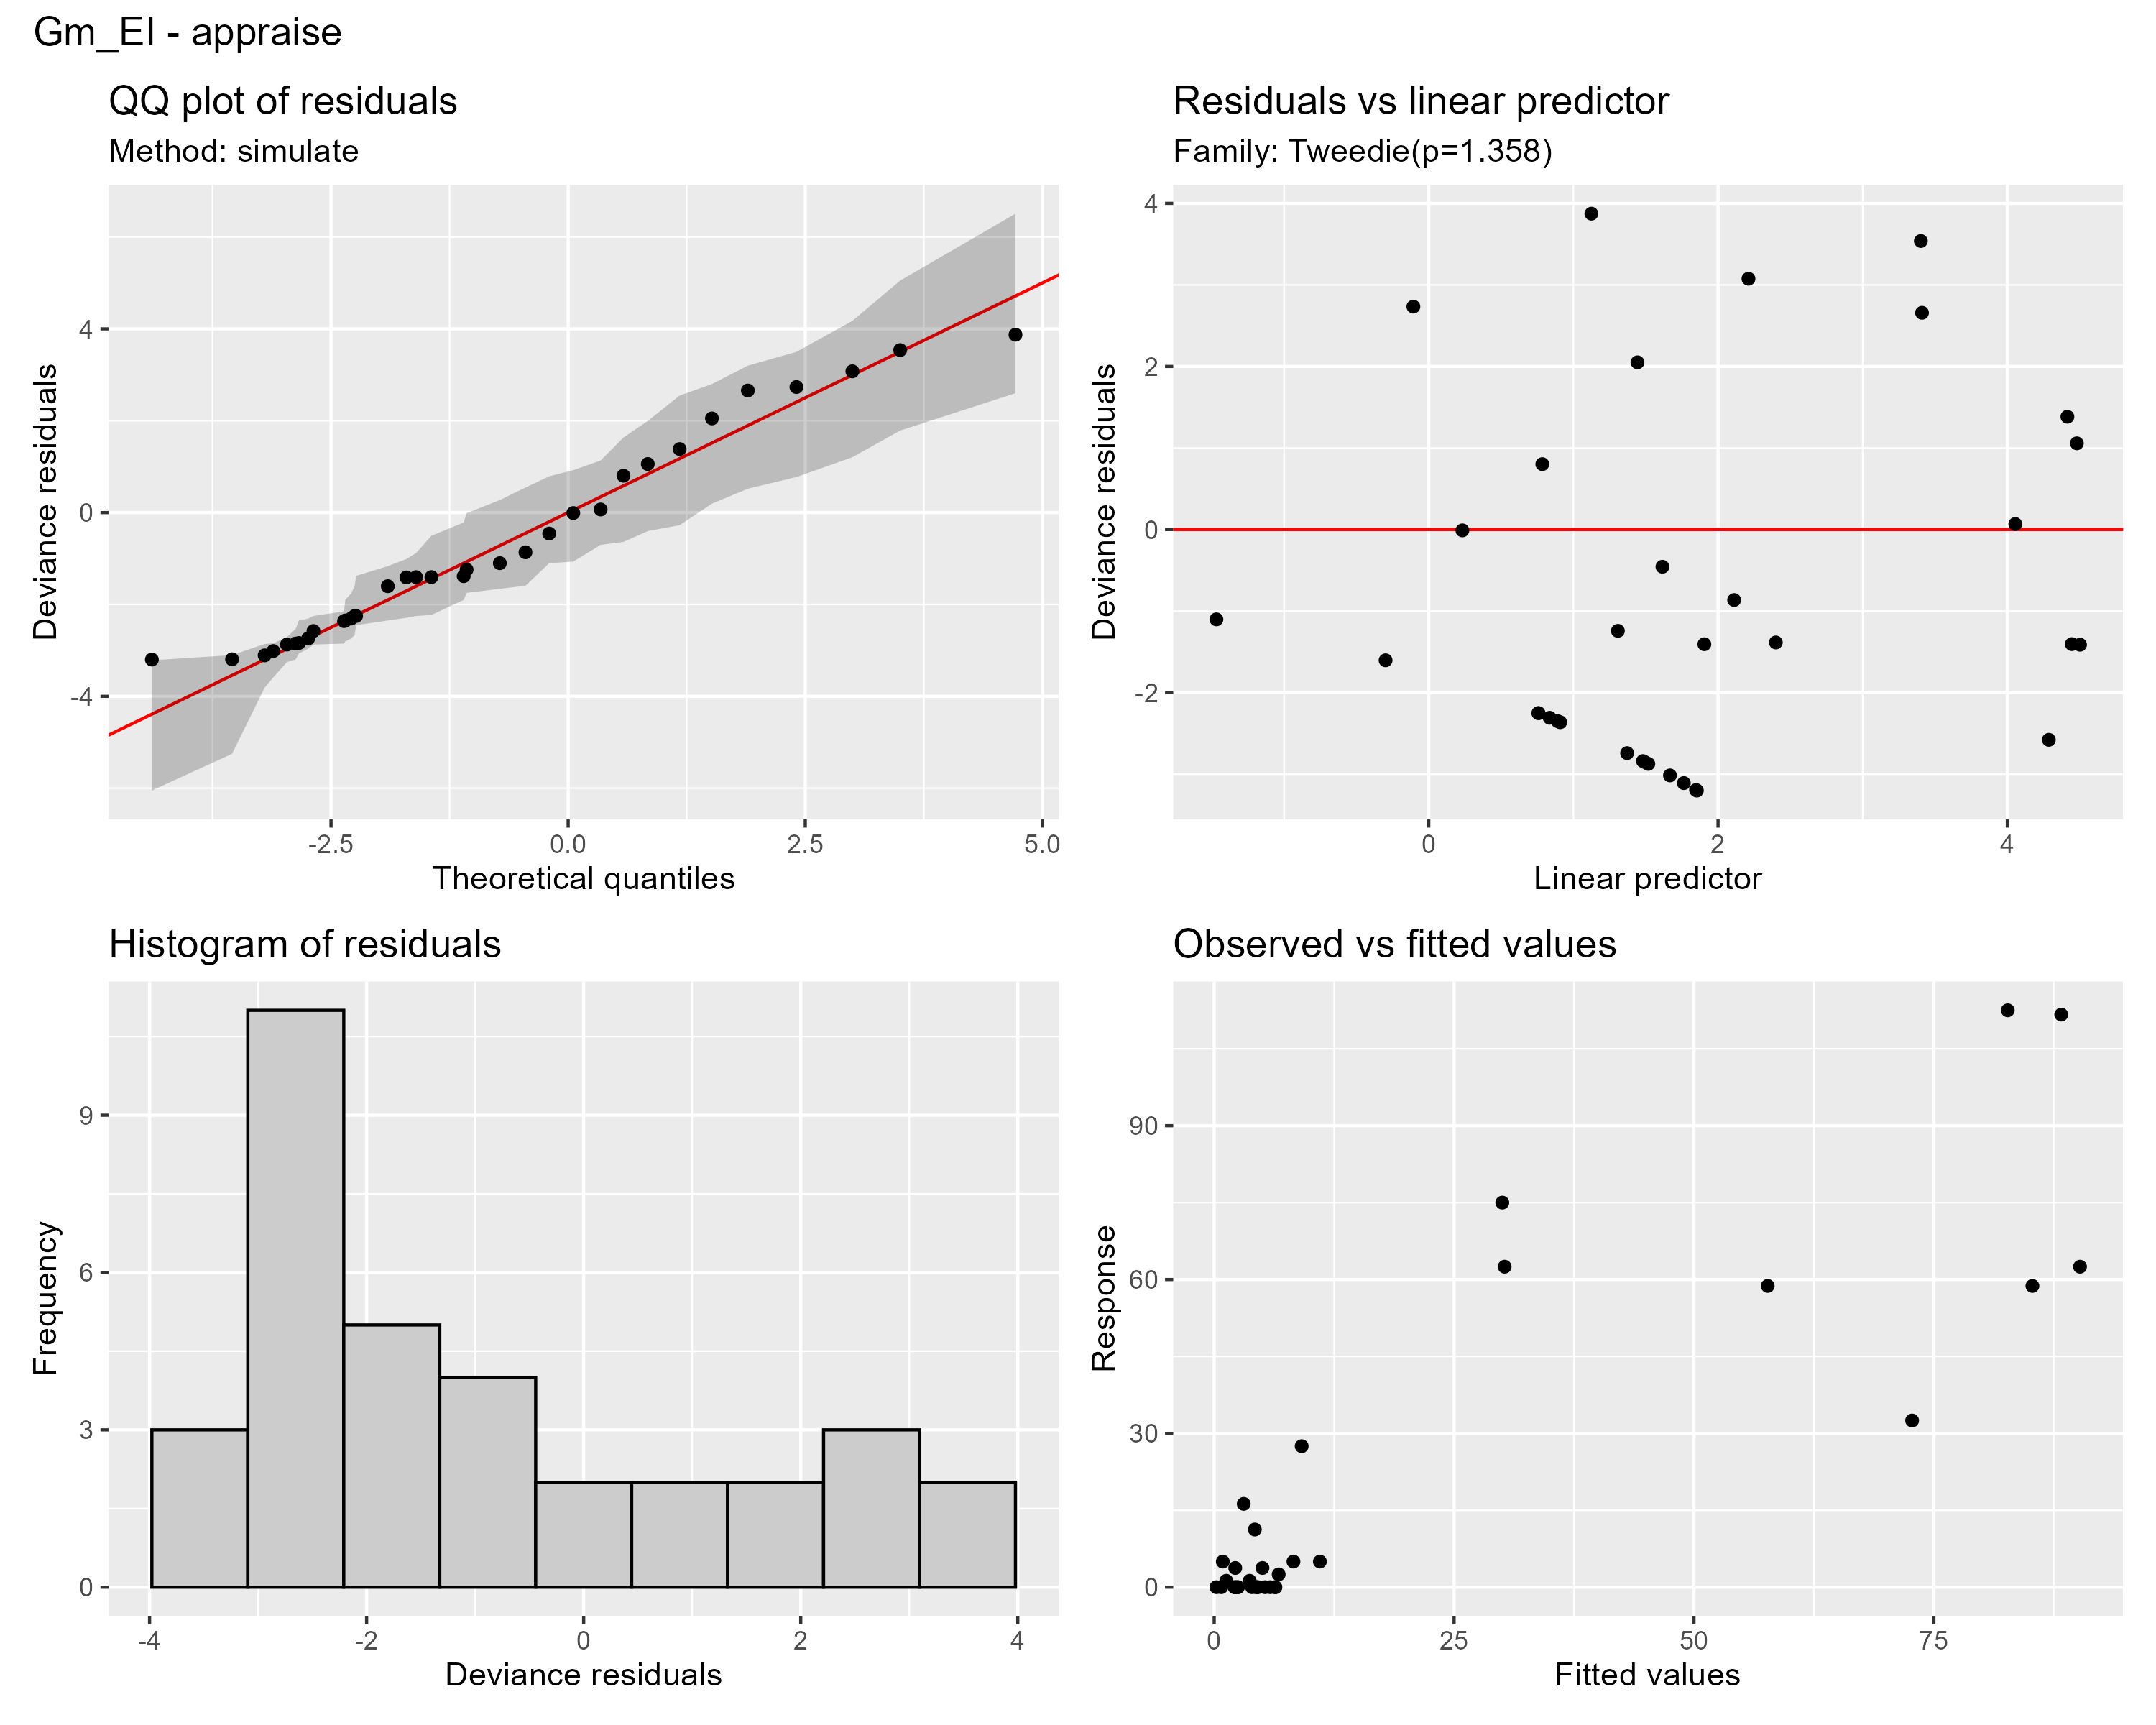 Gm_EI - appraise
QQ plot of residuals
Method: simulate
Deviance residuals
4
0
-4
-2.5
0.0
2.5
5.0
Theoretical quantiles
Residuals vs linear predictor
Family: Tweedie(p=1.358)
Deviance residuals
4
2
0
-2
0
2
4
Linear predictor
Histogram of residuals
Frequency
9
6
3
0
-4
-2
0
2
4
Deviance residuals
Observed vs fitted values
Response
90
60
30
0
0
25
50
75
Fitted values